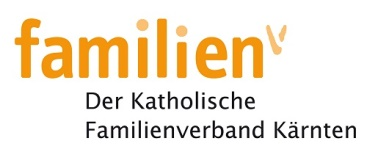 familien
Der Katholische
Familienverband Kärnten